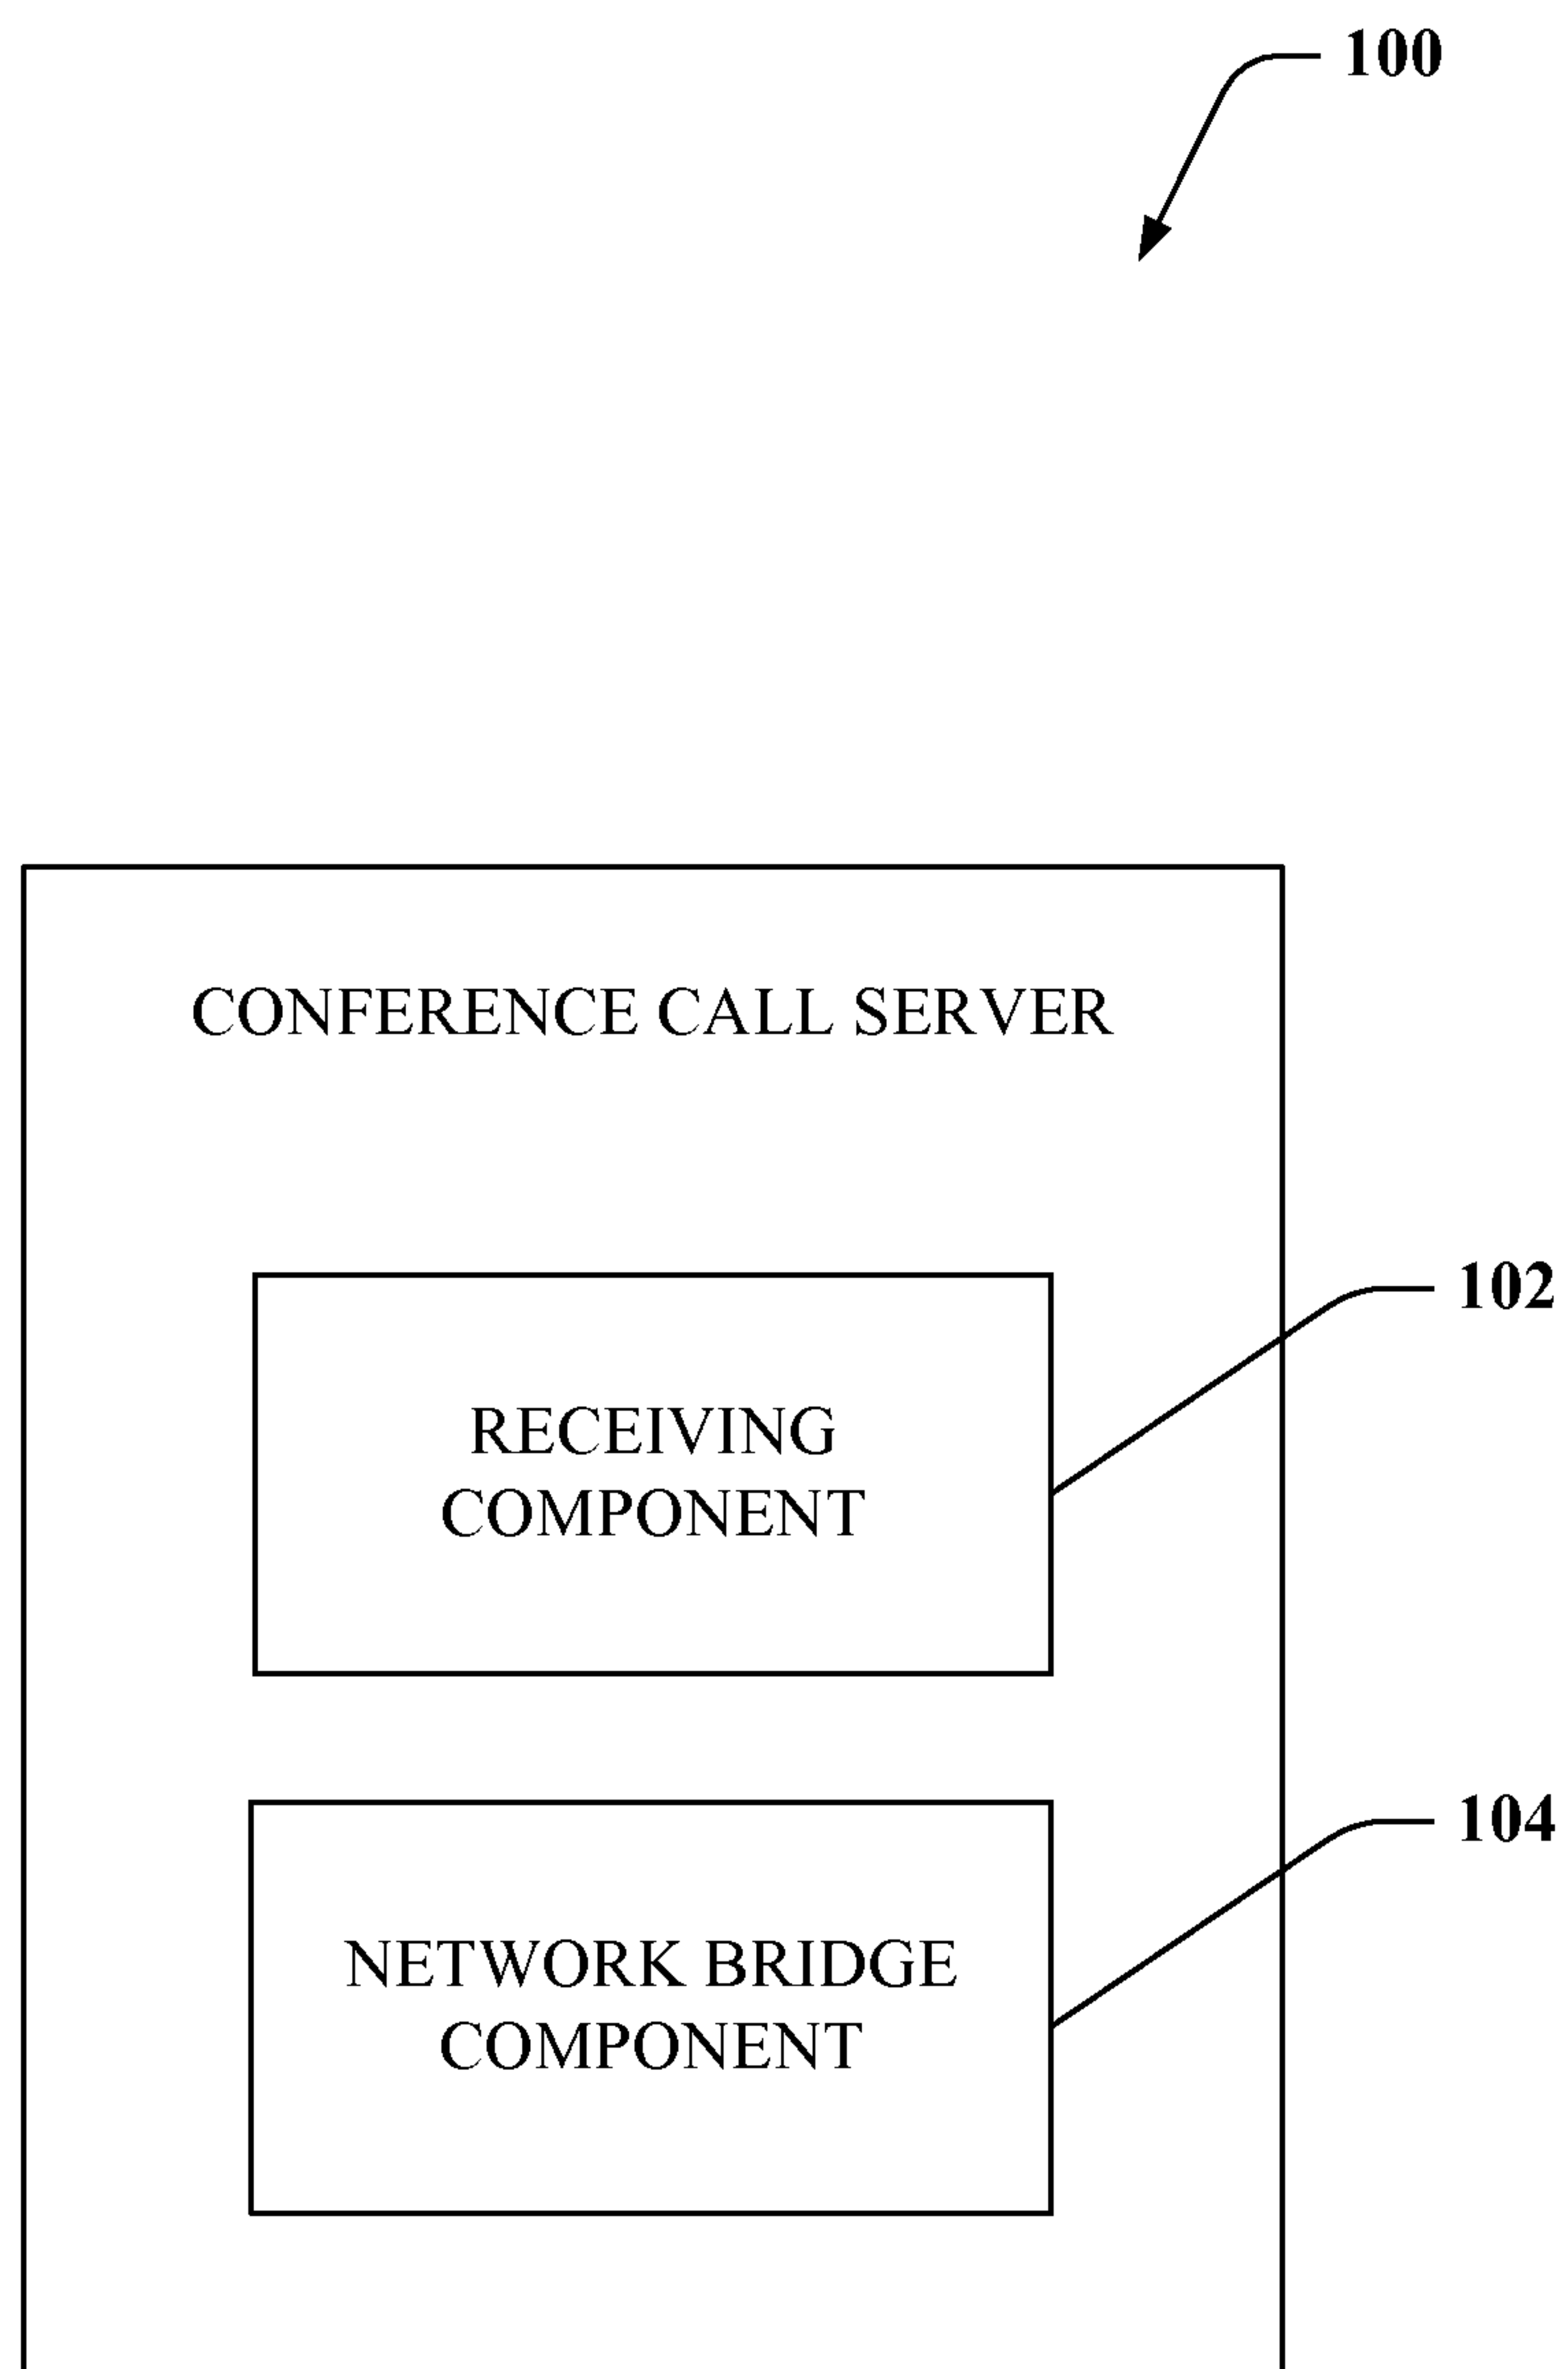 100
CONFERENCE CALL SERVER
102
RECEIVING
COMPONENT
104
NETWORK BRIDGE
COMPONENT